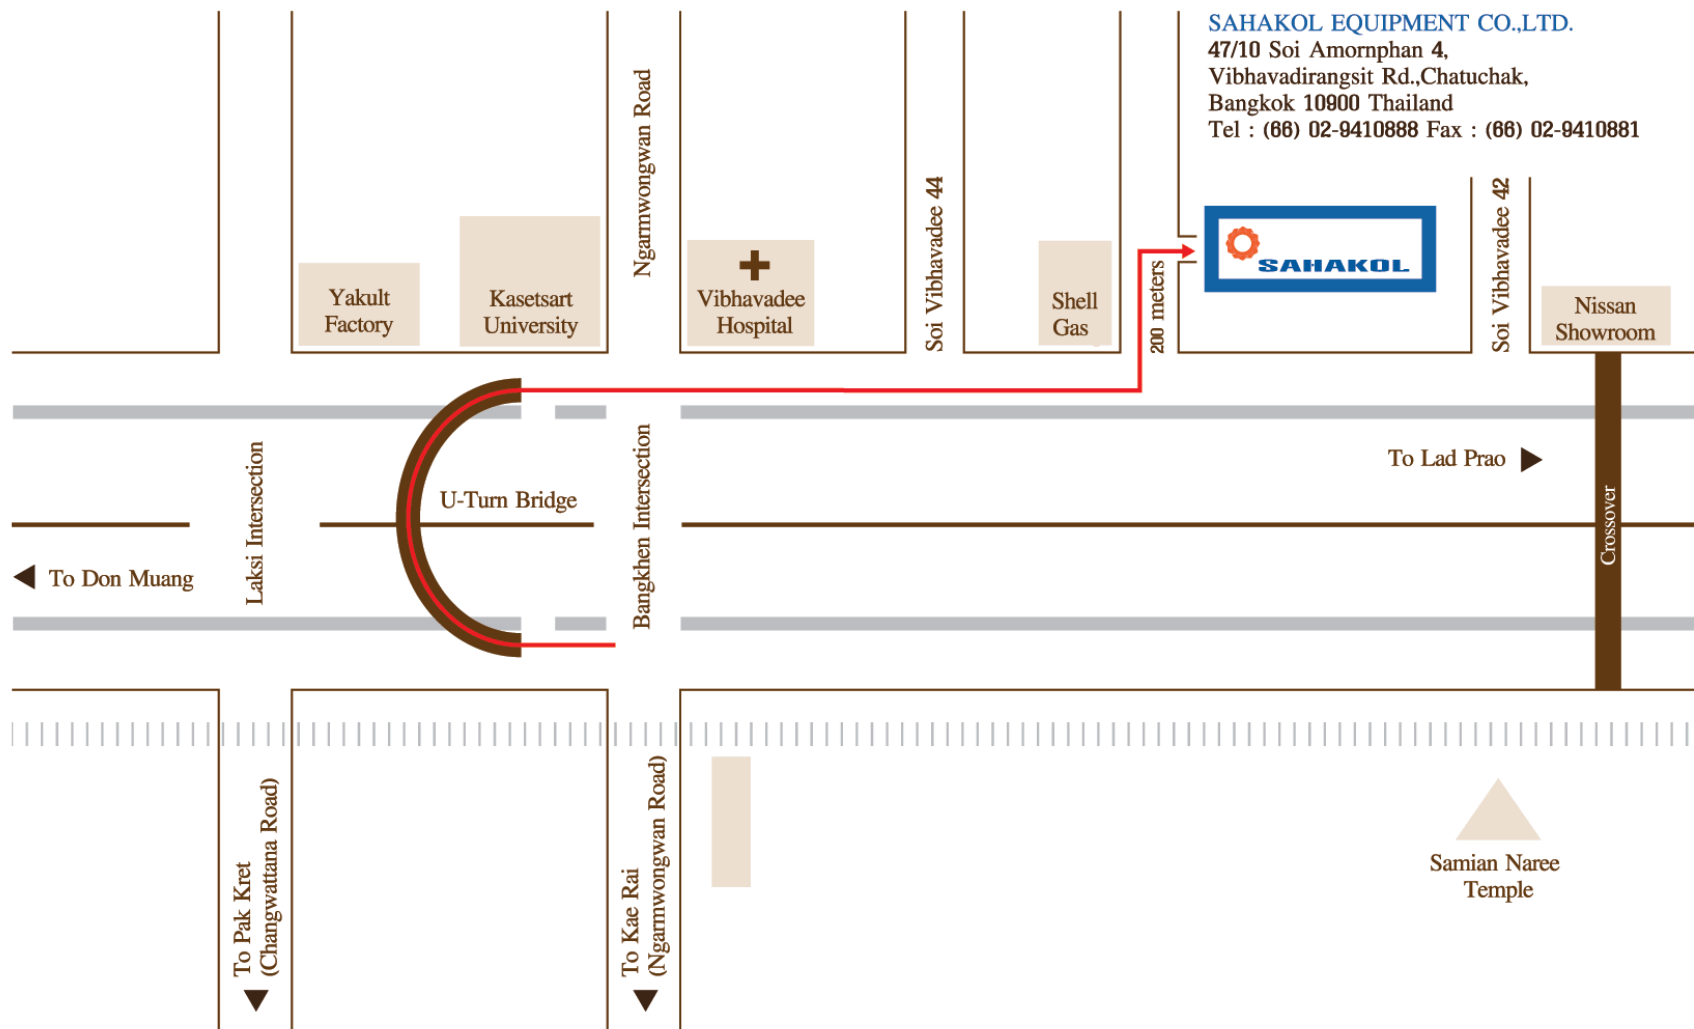 SAHAKOL EQUIPMENT CO.,LTD.
47/10 Soi Amornphan 4,
Vibhavadirangsit Rd.,Chatuchak,
Bangkok 10900 Thailand
Tel : (66) 02-9410888 Fax : (66) 02-9410881
Ngarmwongwan Road
Soi Vibhavadee 44
Soi Vibhavadee 42
SAHAKOL
200 meters
Yakult
Factory
Kasetsart
University
Vibhavadee
Hospital
Shell
Gas
Nissan
Showroom
To Lad Prao
U-Turn Bridge
Laksi Intersection
Bangkhen Intersection
Crossover
To Don Muang
To Pak Kret
(Changwattana Road)
To Kae Rai
(Ngarmwongwan Road)
Samian Naree
Temple